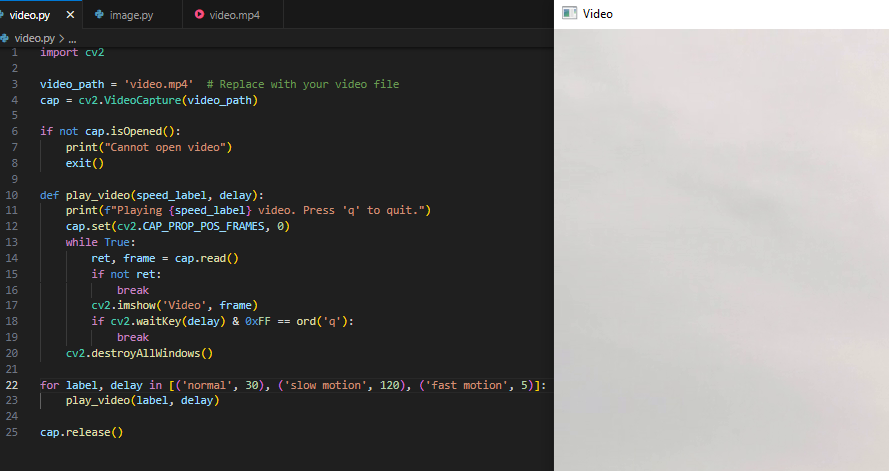 video.py ✕ image.py video.mp4
video.py > ...
1 import cv2
2
3 video_path = 'video.mp4'  # Replace with your video file
4 cap = cv2.VideoCapture(video_path)
5
6 if not cap.isOpened():
7     print("Cannot open video")
8     exit()
9
10 def play_video(speed_label, delay):
11     print(f"Playing {speed_label} video. Press 'q' to quit.")
12     cap.set(cv2.CAP_PROP_POS_FRAMES, 0)
13     while True:
14         ret, frame = cap.read()
15         if not ret:
16             break
17         cv2.imshow('Video', frame)
18         if cv2.waitKey(delay) & 0xFF == ord('q'):
19             break
20     cv2.destroyAllWindows()
21
22 for label, delay in [('normal', 30), ('slow motion', 120), ('fast motion', 5)]:
23     play_video(label, delay)
24
25 cap.release()
Video